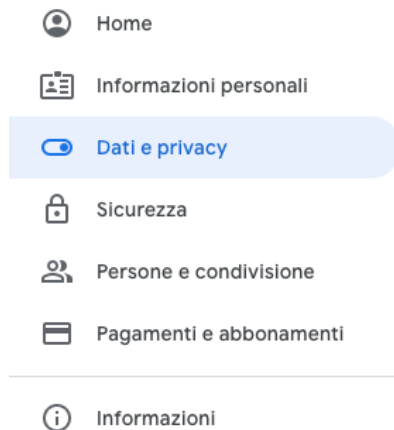 Home
Informazioni personali
Dati e privacy
Sicurezza
Persone e condivisione
Pagamenti e abbonamenti
Informazioni